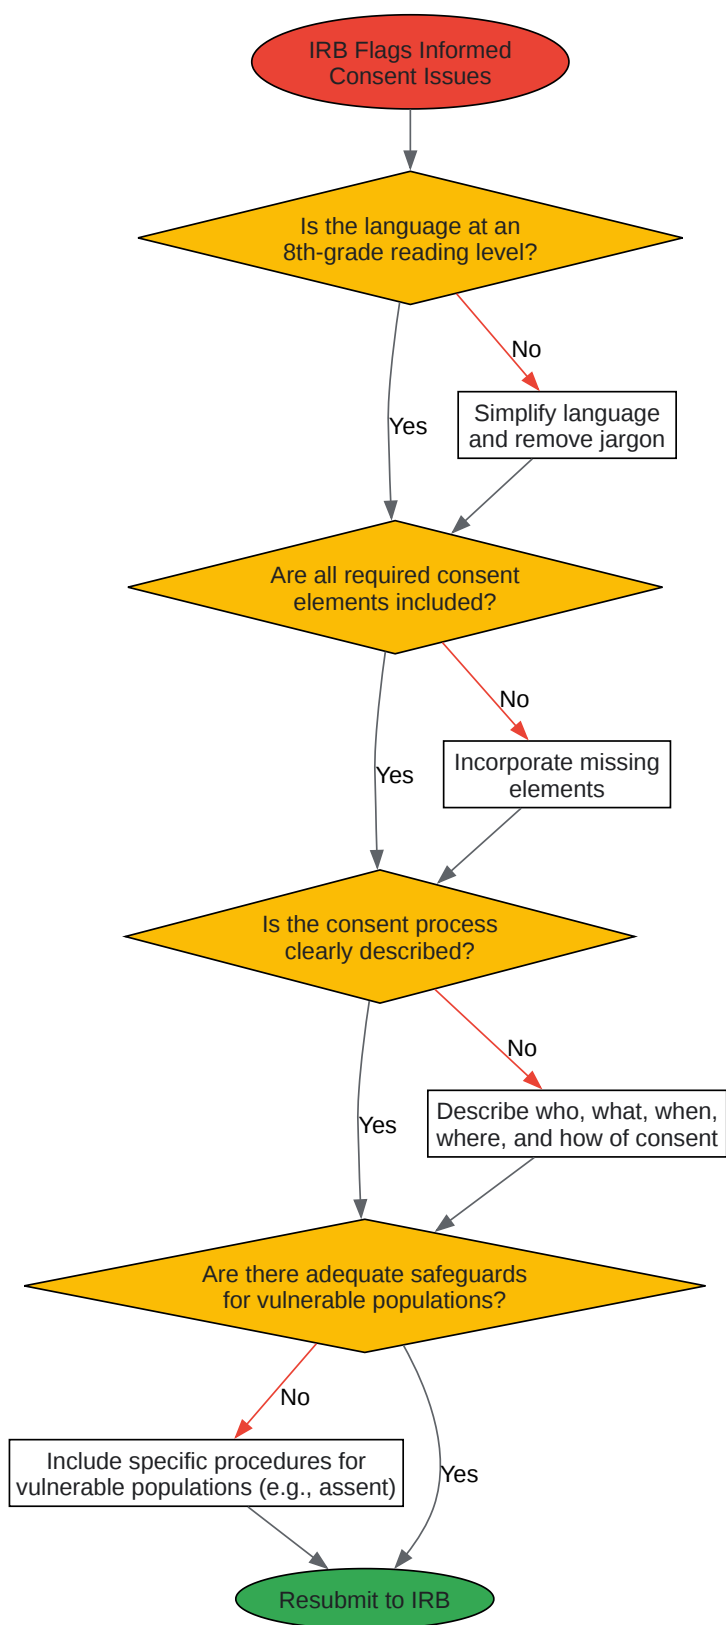 IRB Flags Informed
Consent Issues
Is the language at an
8th-grade reading level?
No
Yes
Simplify language
and remove jargon
Are all required consent
elements included?
No
Yes
Incorporate missing
elements
Is the consent process
clearly described?
No
Yes
Describe who, what, when,
where, and how of consent
Are there adequate safeguards
for vulnerable populations?
No
Yes
Include specific procedures for
vulnerable populations (e.g., assent)
Resubmit to IRB